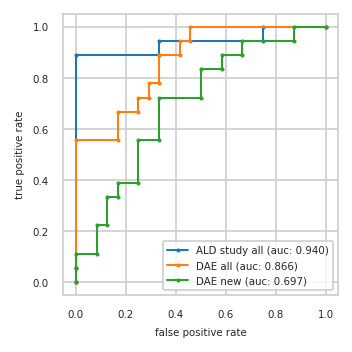 1.0
0.8
0.6
0.4
0.2
0.0
true positive rate
ALD study all (auc: 0.940)
DAE all (auc: 0.866)
DAE new (auc: 0.697)
0.0 0.2 0.4 0.6 0.8 1.0
false positive rate